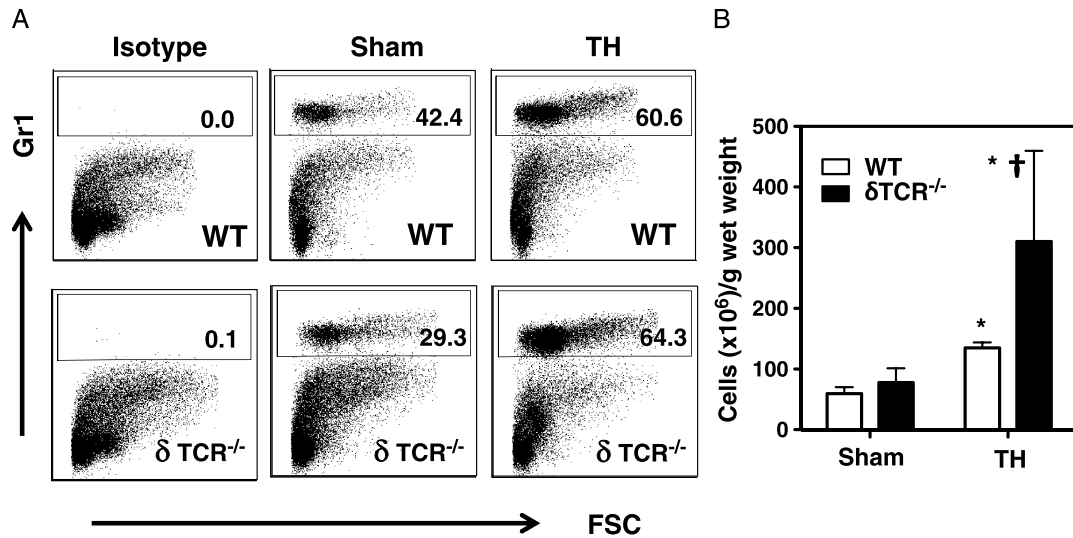 A
B
Isotype
Sham
TH
Gr1
0.0
42.4
60.6
WT
WT
WT
0.1
29.3
64.3
δ TCR-/-
δ TCR-/-
δ TCR-/-
FSC
Cells (x10⁶)/g wet weight
500
400
300
200
100
0
WT
δTCR-/-
* †
*
Sham
TH